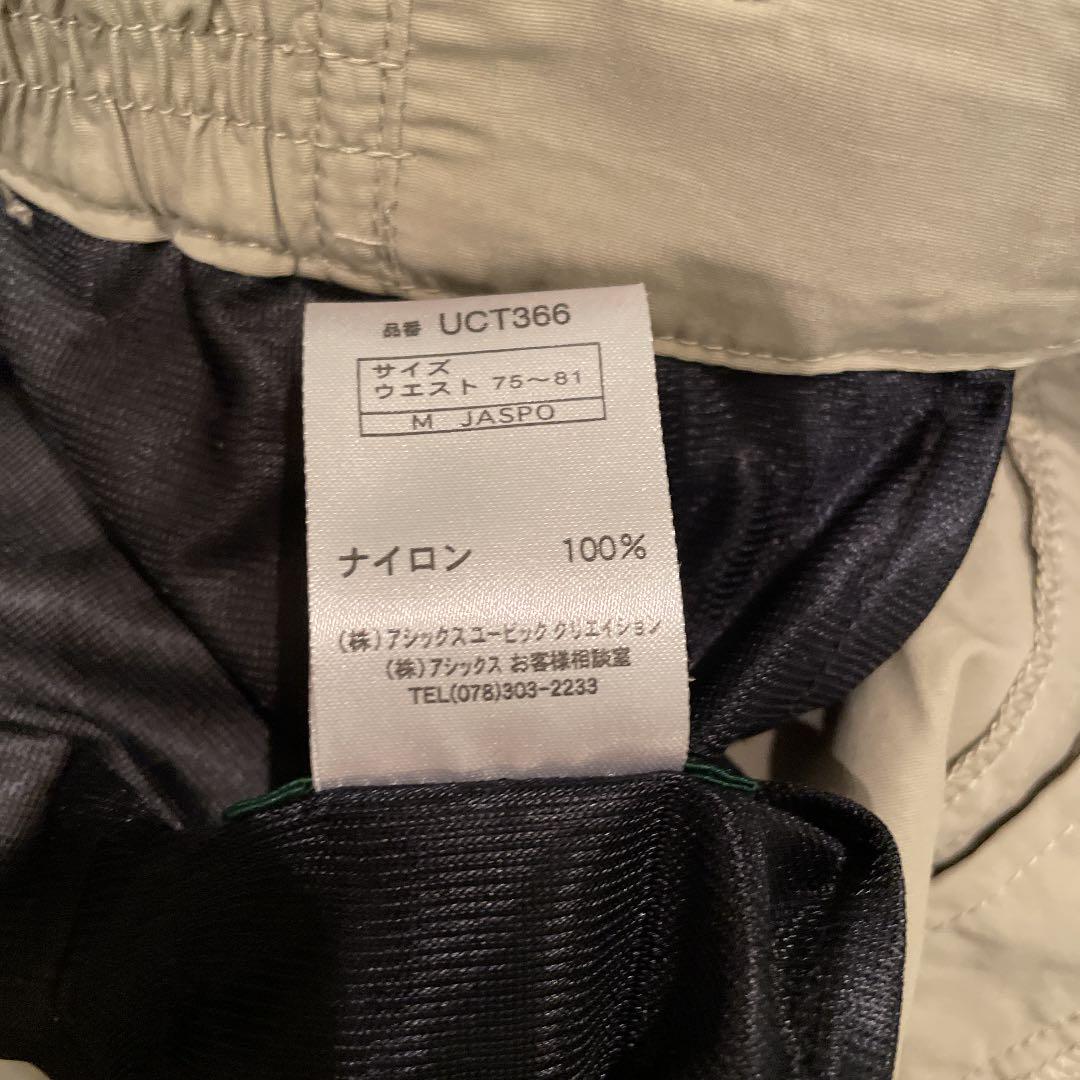 品番 UCT366
サイズ
ウエスト 75〜81
M JASPO
ナイロン 100%
(株)アシックスユービック クリエイション
(株)アシックス お客様相談室
TEL(078)303-2233